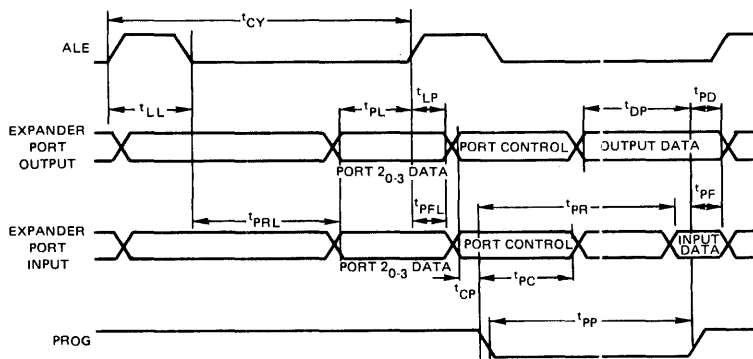 tCY
ALE
tLL
tPL
tLP
tDP
tPD
EXPANDER
PORT
OUTPUT
PORT CONTROL
OUTPUT DATA
PORT 20-3 DATA
tPRL
tPFL
tPR
tPF
EXPANDER
PORT
INPUT
PORT CONTROL
INPUT
DATA
PORT 20-3 DATA
tCP
tPC
tPP
PROG